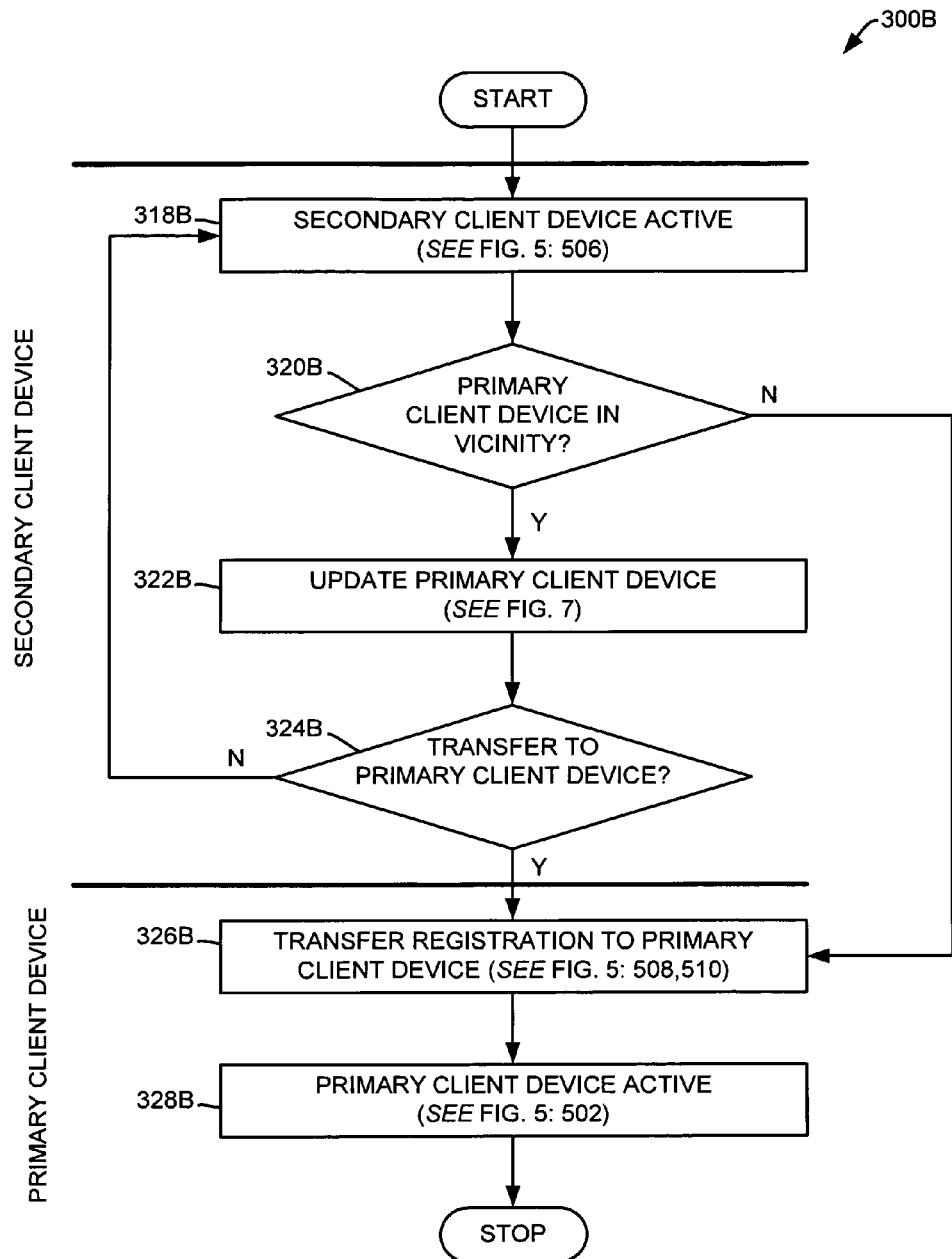 300B
START
318B
SECONDARY CLIENT DEVICE ACTIVE
(SEE FIG. 5: 506)
320B
PRIMARY
CLIENT DEVICE IN
VICINITY?
N
Y
SECONDARY CLIENT DEVICE
322B
UPDATE PRIMARY CLIENT DEVICE
(SEE FIG. 7)
324B
TRANSFER TO
PRIMARY CLIENT DEVICE?
N
Y
PRIMARY CLIENT DEVICE
326B
TRANSFER REGISTRATION TO PRIMARY
CLIENT DEVICE (SEE FIG. 5: 508,510)
328B
PRIMARY CLIENT DEVICE ACTIVE
(SEE FIG. 5: 502)
STOP